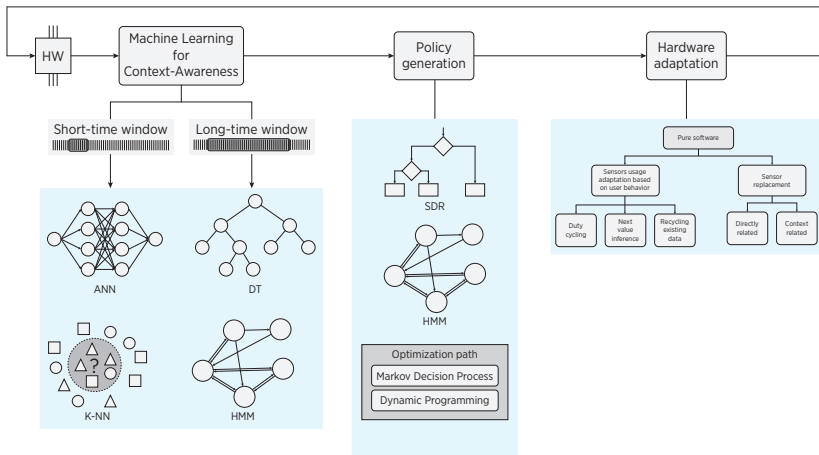 HW
Machine Learning
for
Context-Awareness
Policy
generation
Hardware
adaptation
Short-time window
Long-time window
ANN
DT
K-NN
?
HMM
SDR
HMM
Optimization path
Markov Decision Process
Dynamic Programming
Pure software
Sensors usage
adaptation based
on user behavior
Sensor
replacement
Duty
cycling
Next
value
inference
Recycling
existing
data
Directly
related
Context
related